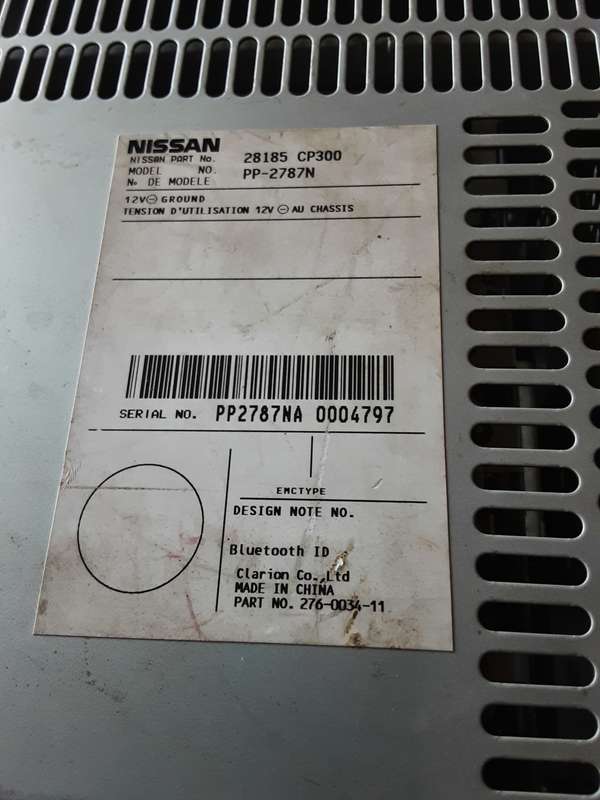 NISSAN
NISSAN PART No. 28185 CP300
MODEL NO. PP-2787N
No DE MODELE
12V⊖ GROUND
TENSION D'UTILISATION 12V ⊖ AU CHASSIS
SERIAL NO. PP2787NA 0004797
EMCTYPE
DESIGN NOTE NO.
Bluetooth ID
Clarion Co.,Ltd
MADE IN CHINA
PART NO. 276-0034-11